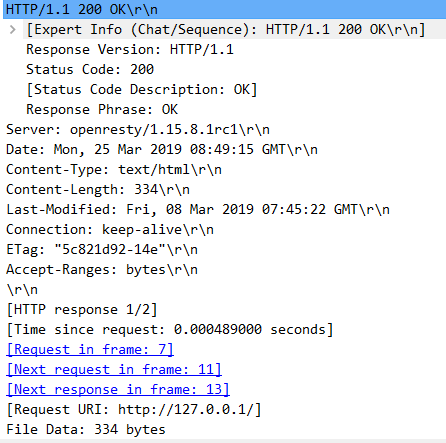 HTTP/1.1 200 OK\r\n
[Expert Info (Chat/Sequence): HTTP/1.1 200 OK\r\n]
Response Version: HTTP/1.1
Status Code: 200
[Status Code Description: OK]
Response Phrase: OK
Server: openresty/1.15.8.1rc1\r\n
Date: Mon, 25 Mar 2019 08:49:15 GMT\r\n
Content-Type: text/html\r\n
Content-Length: 334\r\n
Last-Modified: Fri, 08 Mar 2019 07:45:22 GMT\r\n
Connection: keep-alive\r\n
ETag: "5c821d92-14e"\r\n
Accept-Ranges: bytes\r\n
\r\n
[HTTP response 1/2]
[Time since request: 0.000489000 seconds]
[Request in frame: 7]
[Next request in frame: 11]
[Next response in frame: 13]
[Request URI: http://127.0.0.1/]
File Data: 334 bytes